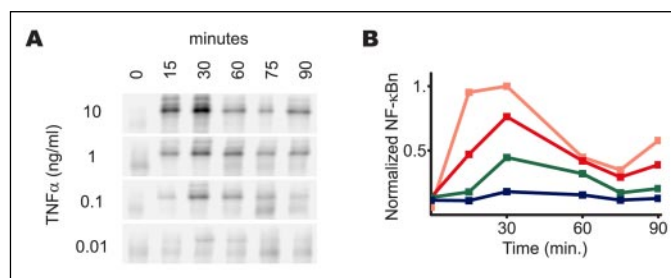 A
minutes
0 15 30 60 75 90
TNFα (ng/ml)
10
1
0.1
0.01
B
Normalized NF-κBn
1.
0.5
30 60 90
Time (min.)